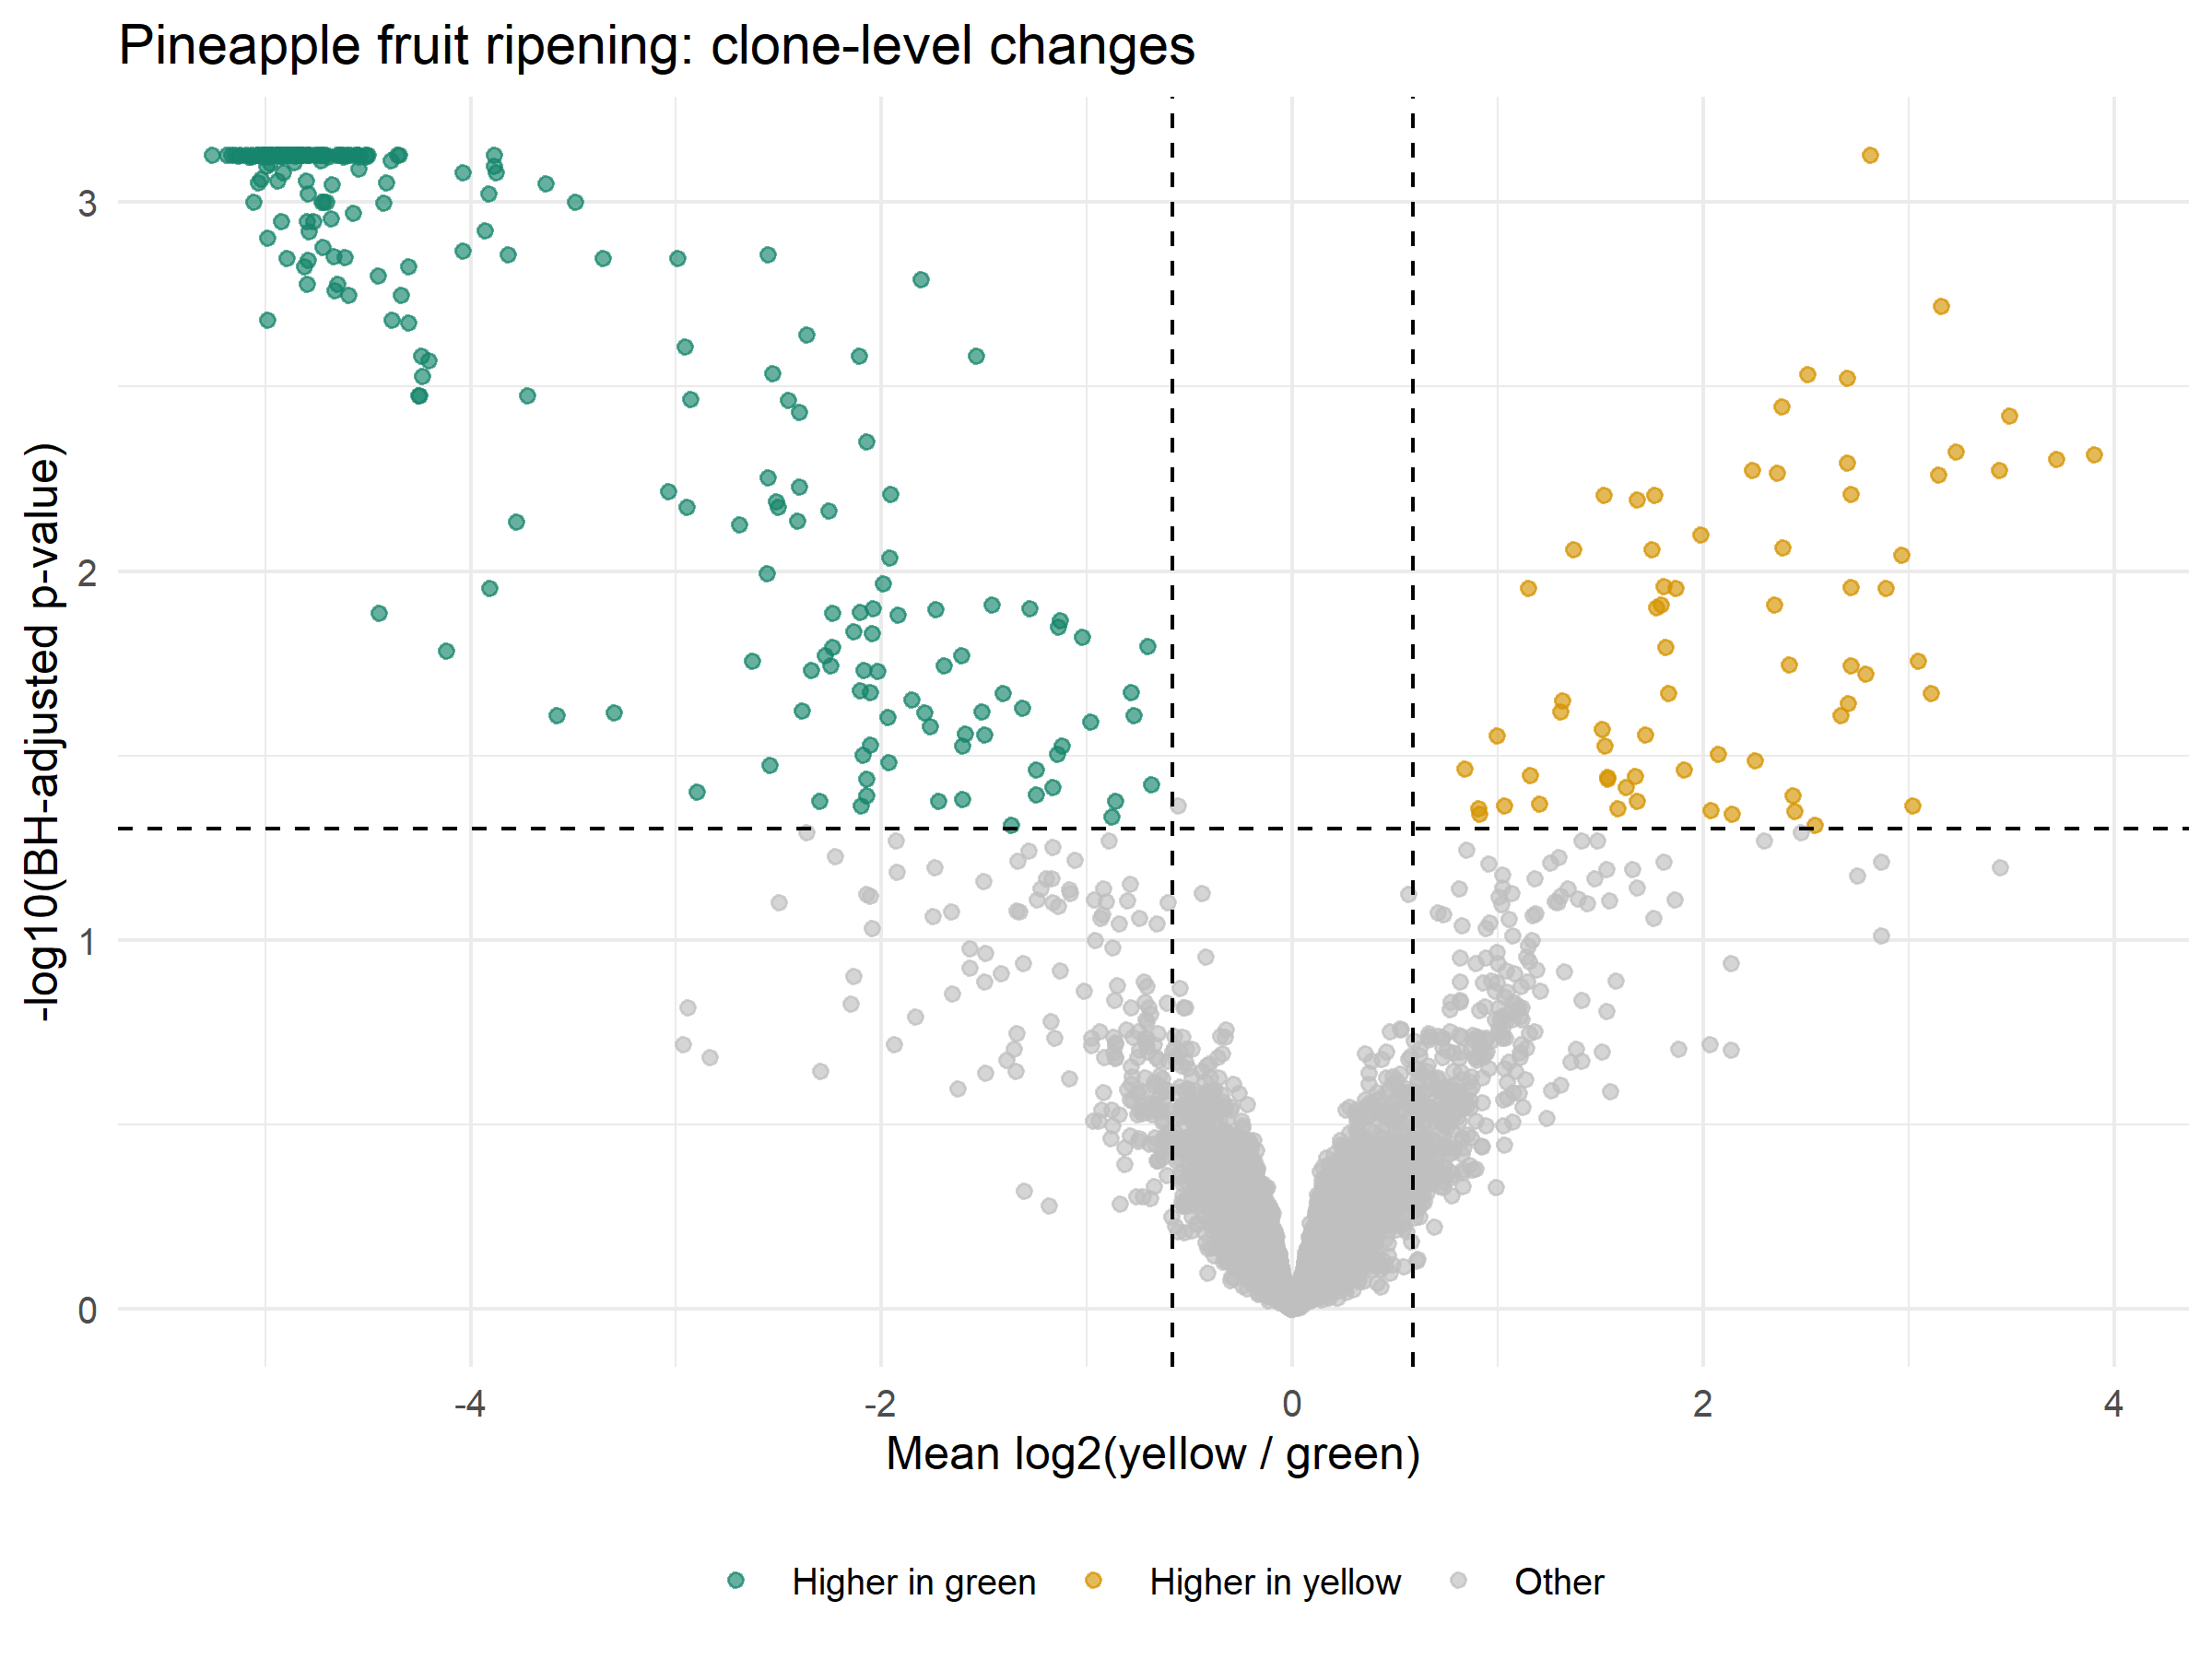 Pineapple fruit ripening: clone-level changes
-log10(BH-adjusted p-value)
3
2
1
0
-4
-2
0
2
4
Mean log2(yellow / green)
Higher in green
Higher in yellow
Other